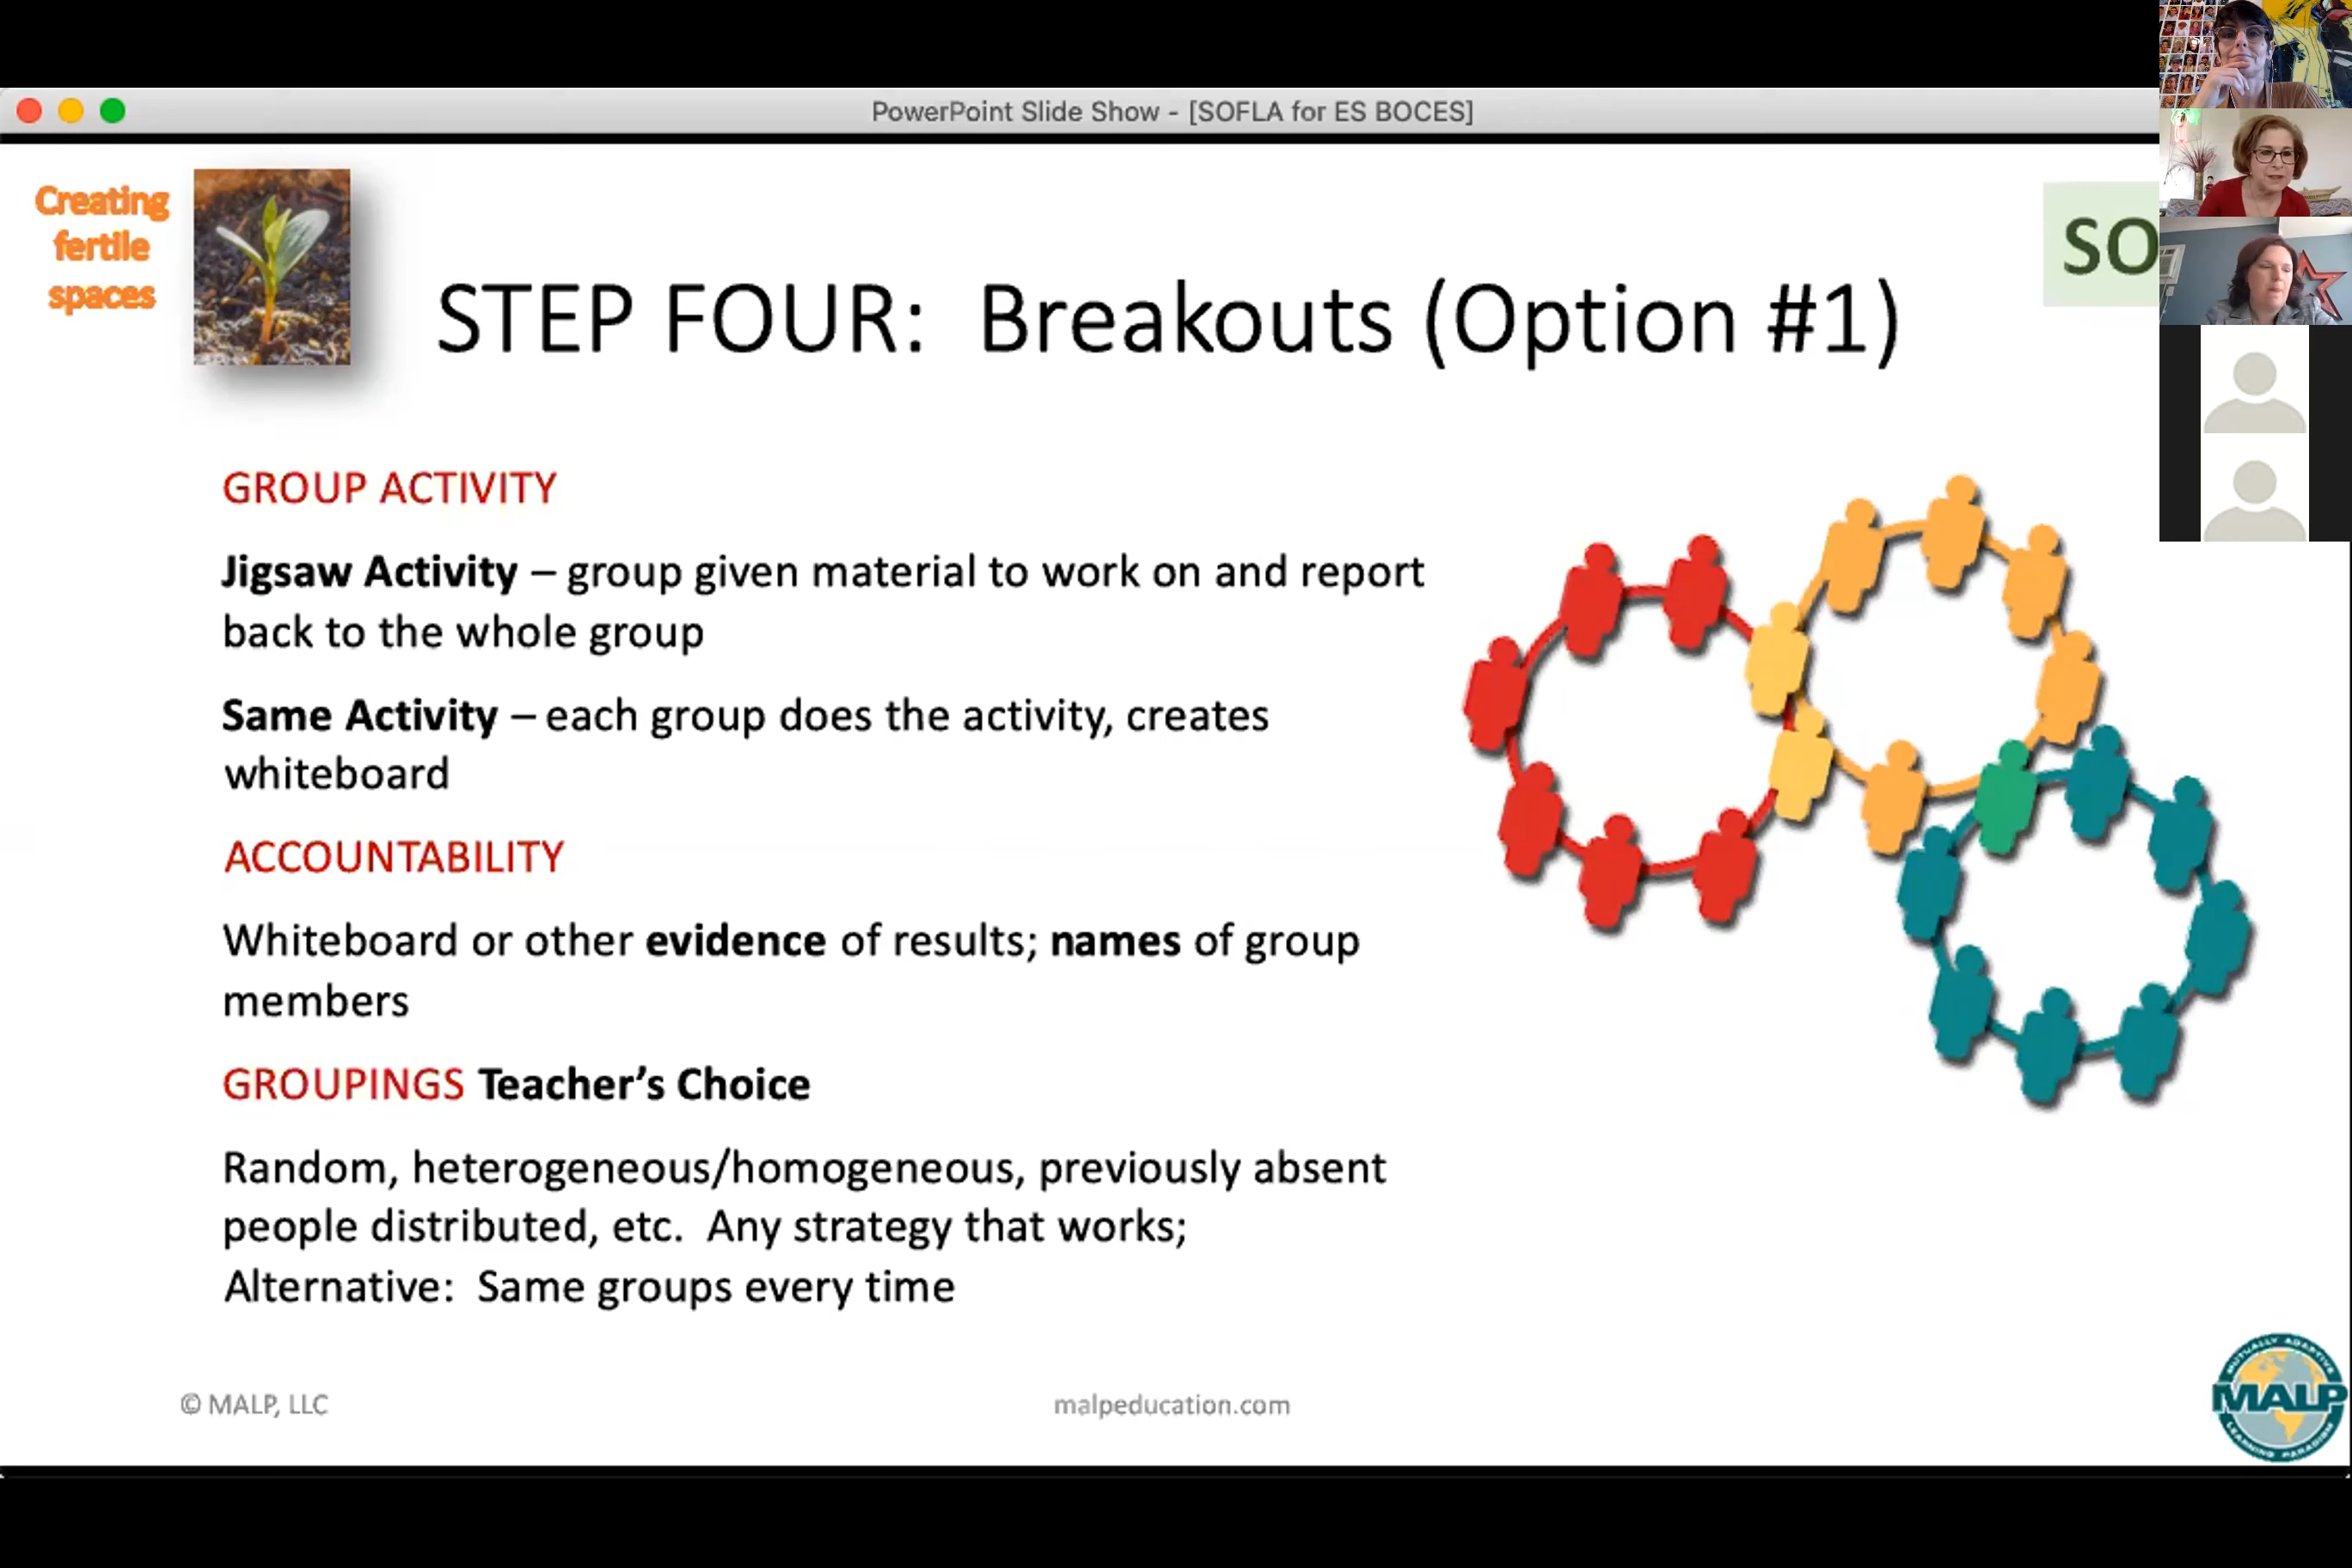 PowerPoint Slide Show - [SOFLA for ES BOCES]
Creating
fertile
spaces
SO
STEP FOUR: Breakouts (Option #1)
GROUP ACTIVITY
Jigsaw Activity – group given material to work on and report
back to the whole group
Same Activity – each group does the activity, creates
whiteboard
ACCOUNTABILITY
Whiteboard or other evidence of results; names of group
members
GROUPINGS Teacher’s Choice
Random, heterogeneous/homogeneous, previously absent
people distributed, etc. Any strategy that works;
Alternative: Same groups every time
© MALP, LLC
malpeducation.com
MUTUALLY ADAPTIVE
MALP
LEARNING PARADIGM